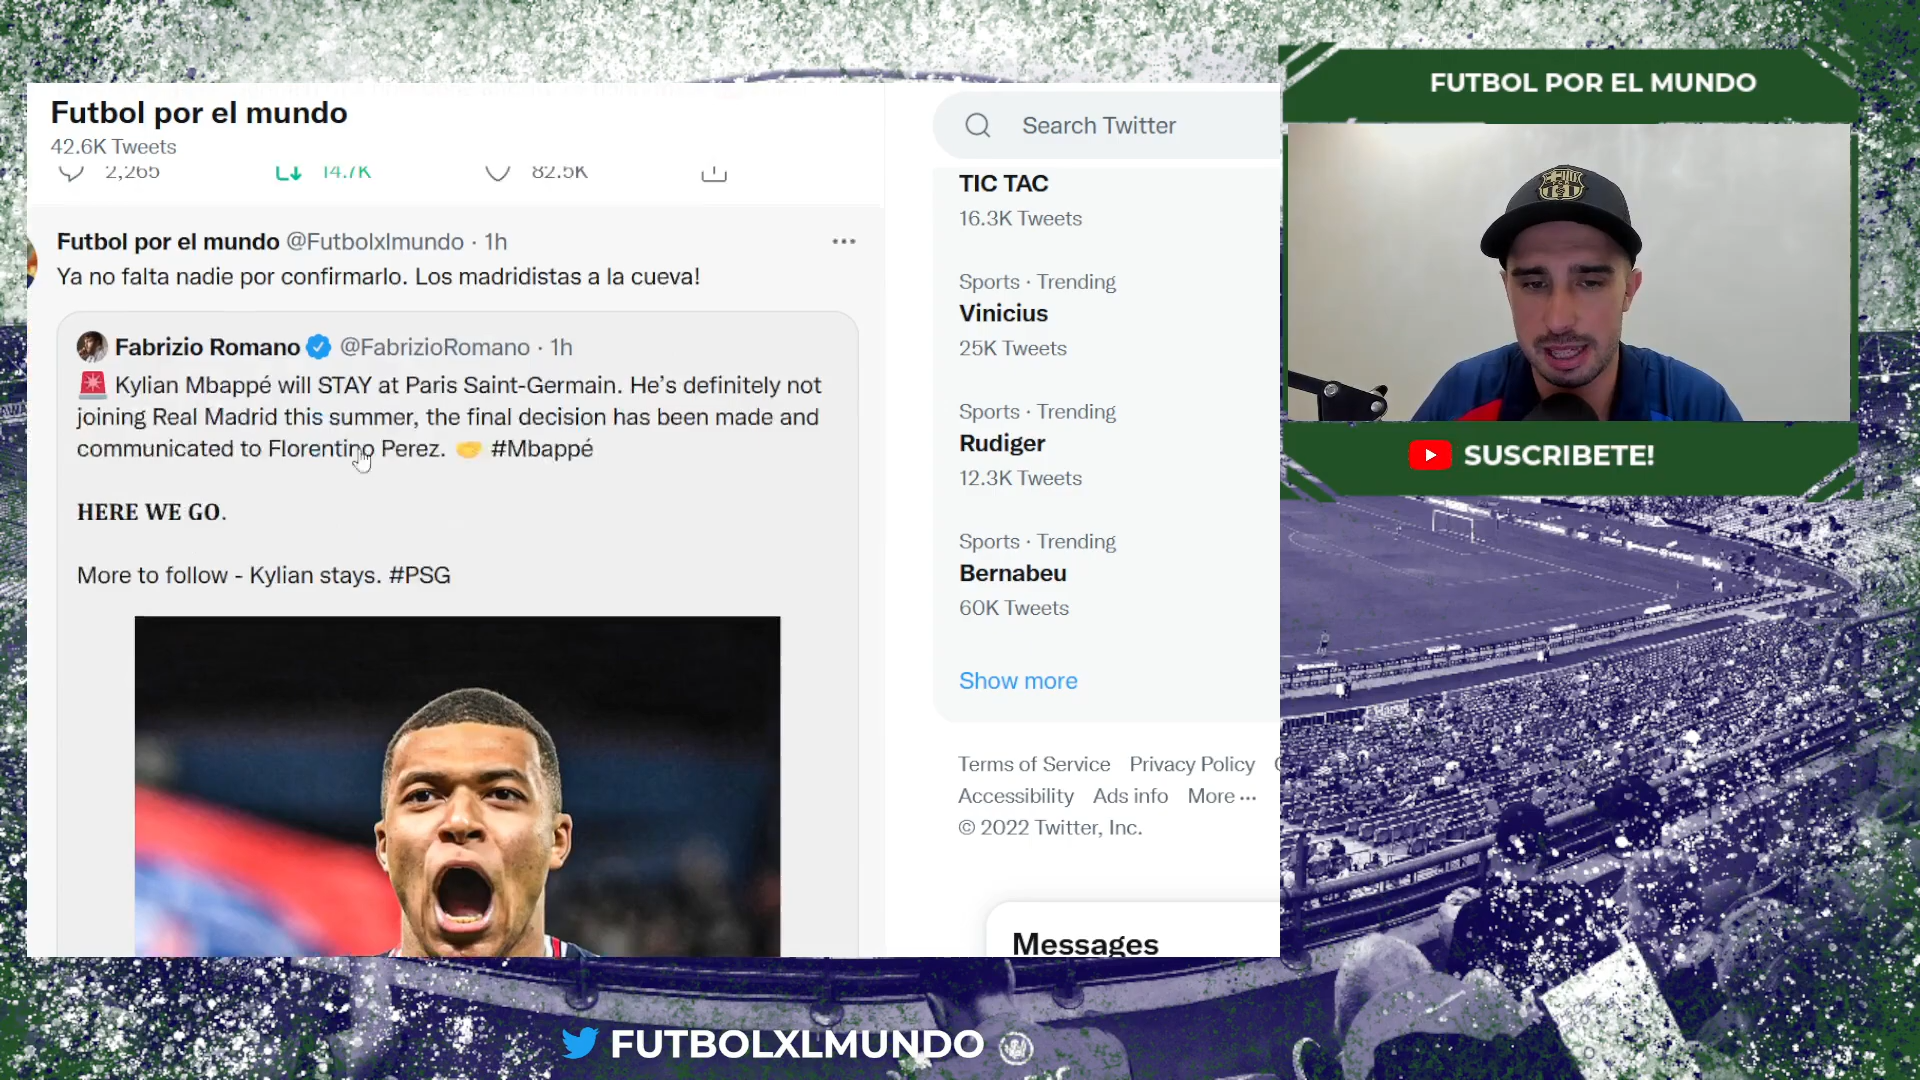 Futbol por el mundo
42.6K Tweets
2,265 14.7K 82.5K
Futbol por el mundo @Futbolxlmundo · 1h
Ya no falta nadie por confirmarlo. Los madridistas a la cueva!
Fabrizio Romano @FabrizioRomano · 1h
Kylian Mbappé will STAY at Paris Saint-Germain. He's definitely not
joining Real Madrid this summer, the final decision has been made and
communicated to Florentino Perez. #Mbappé
HERE WE GO.
More to follow - Kylian stays. #PSG
Search Twitter
TIC TAC
16.3K Tweets
Sports · Trending
Vinicius
25K Tweets
Sports · Trending
Rudiger
12.3K Tweets
Sports · Trending
Bernabeu
60K Tweets
Show more
Terms of Service Privacy Policy
Accessibility Ads info More ···
© 2022 Twitter, Inc.
Messages
FUTBOL POR EL MUNDO
SUSCRIBETE!
FUTBOLXLMUNDO